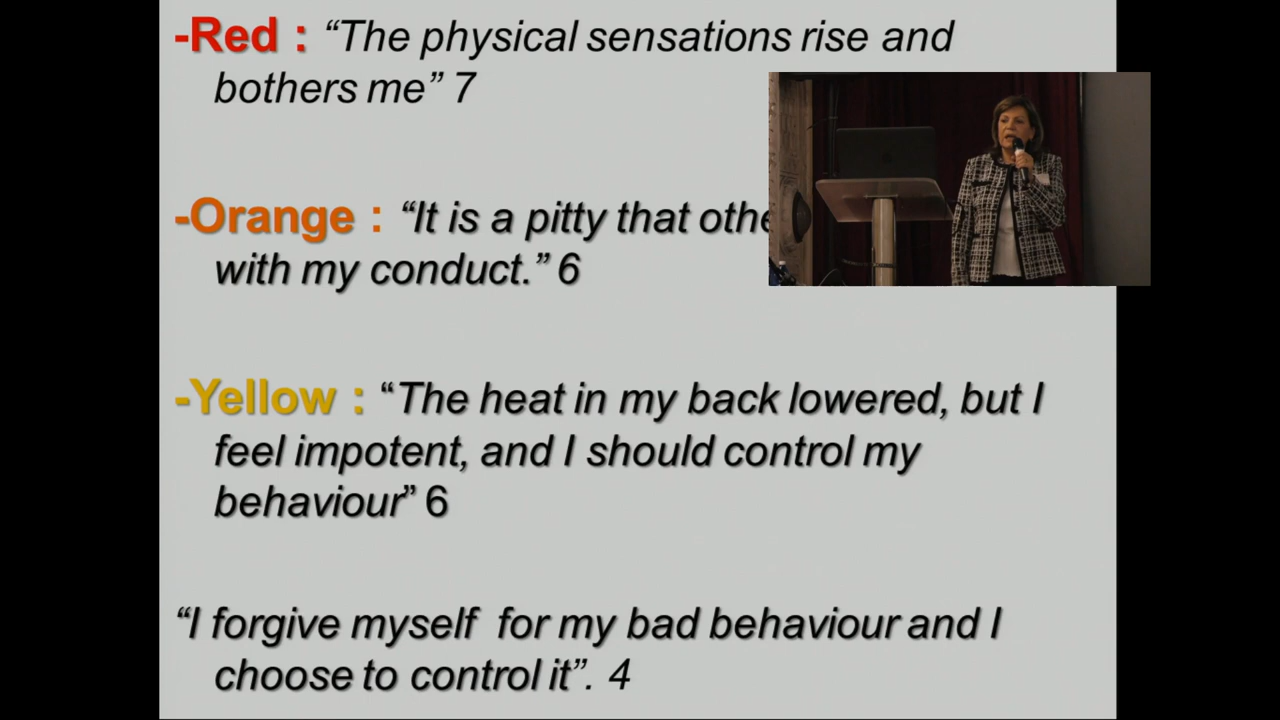 -Red : “The physical sensations rise and
bothers me” 7
-Orange : “It is a pitty that
with my conduct.” 6
-Yellow : “The heat in my back lowered, but I
feel impotent, and I should control my
behaviour” 6
“I forgive myself for my bad behaviour and I
choose to control it”. 4